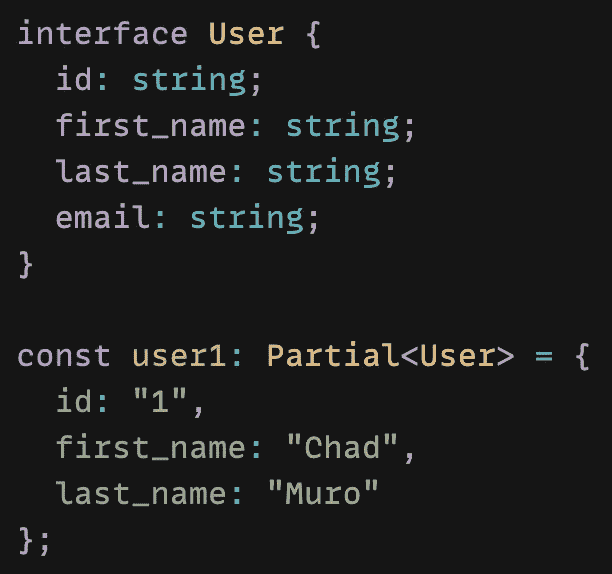 interface User {
  id: string;
  first_name: string;
  last_name: string;
  email: string;
}

const user1: Partial<User> = {
  id: "1",
  first_name: "Chad",
  last_name: "Muro"
};